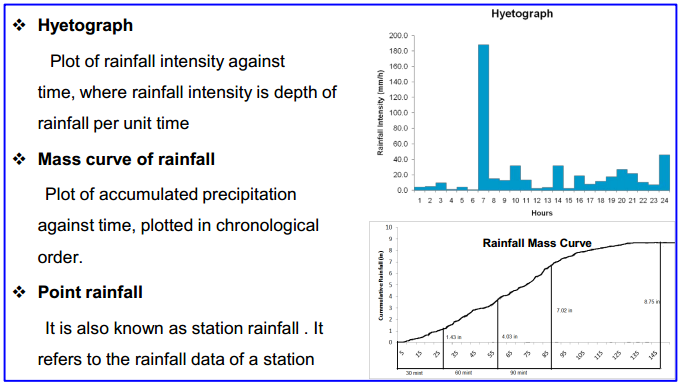 ❖ Hyetograph
Plot of rainfall intensity against
time, where rainfall intensity is depth of
rainfall per unit time
❖ Mass curve of rainfall
Plot of accumulated precipitation
against time, plotted in chronological
order.
❖ Point rainfall
It is also known as station rainfall . It
refers to the rainfall data of a station
Hyetograph
Rainfall Intensity (mm/h)
200.0
180.0
160.0
140.0
120.0
100.0
80.0
60.0
40.0
20.0
0.0
1 2 3 4 5 6 7 8 9 10 11 12 13 14 15 16 17 18 19 20 21 22 23 24
Hours
Rainfall Mass Curve
Cummulative Rainfall (in)
10
9
8
7
6
5
4
3
2
1
0
1.43 in
4.03 in
7.02 in
8.75 in
5 15 25 35 45 55 65 75 85 95 105 115 125 135 145
30 mint 60 mint 90 mint